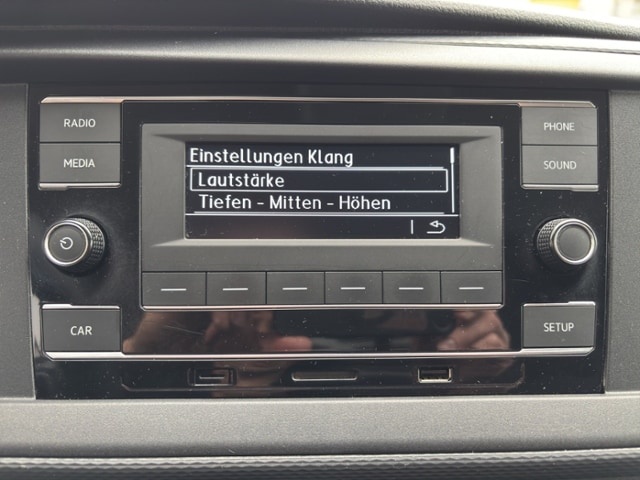 RADIO
MEDIA
PHONE
SOUND
Einstellungen Klang
Lautstärke
Tiefen - Mitten - Höhen
CAR
SETUP